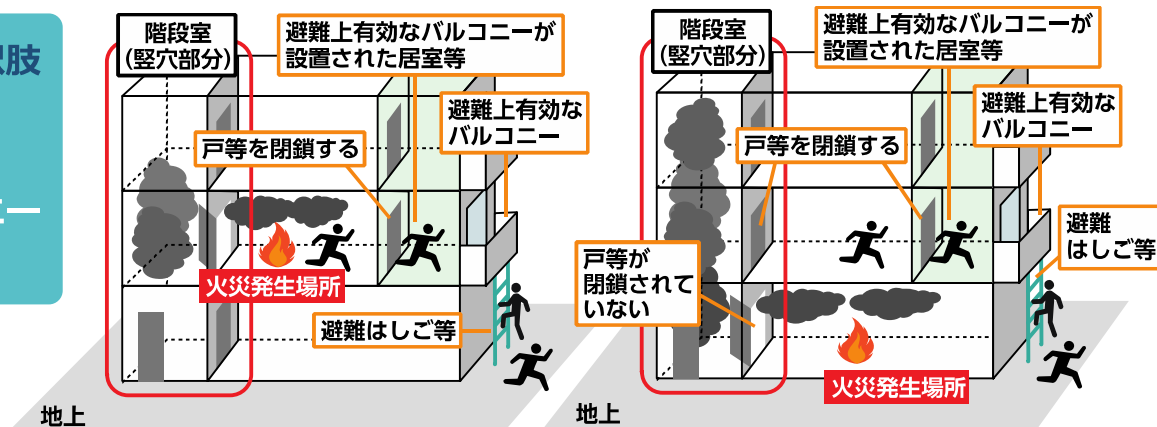 肢
ニー
階段室
(竪穴部分)
避難上有効なバルコニーが
設置された居室等
避難上有効な
バルコニー
戸等を閉鎖する
火災発生場所
避難はしご等
地上
階段室
(竪穴部分)
避難上有効なバルコニーが
設置された居室等
避難上有効な
バルコニー
戸等を閉鎖する
避難
はしご等
戸等が
閉鎖されて
いない
火災発生場所
地上